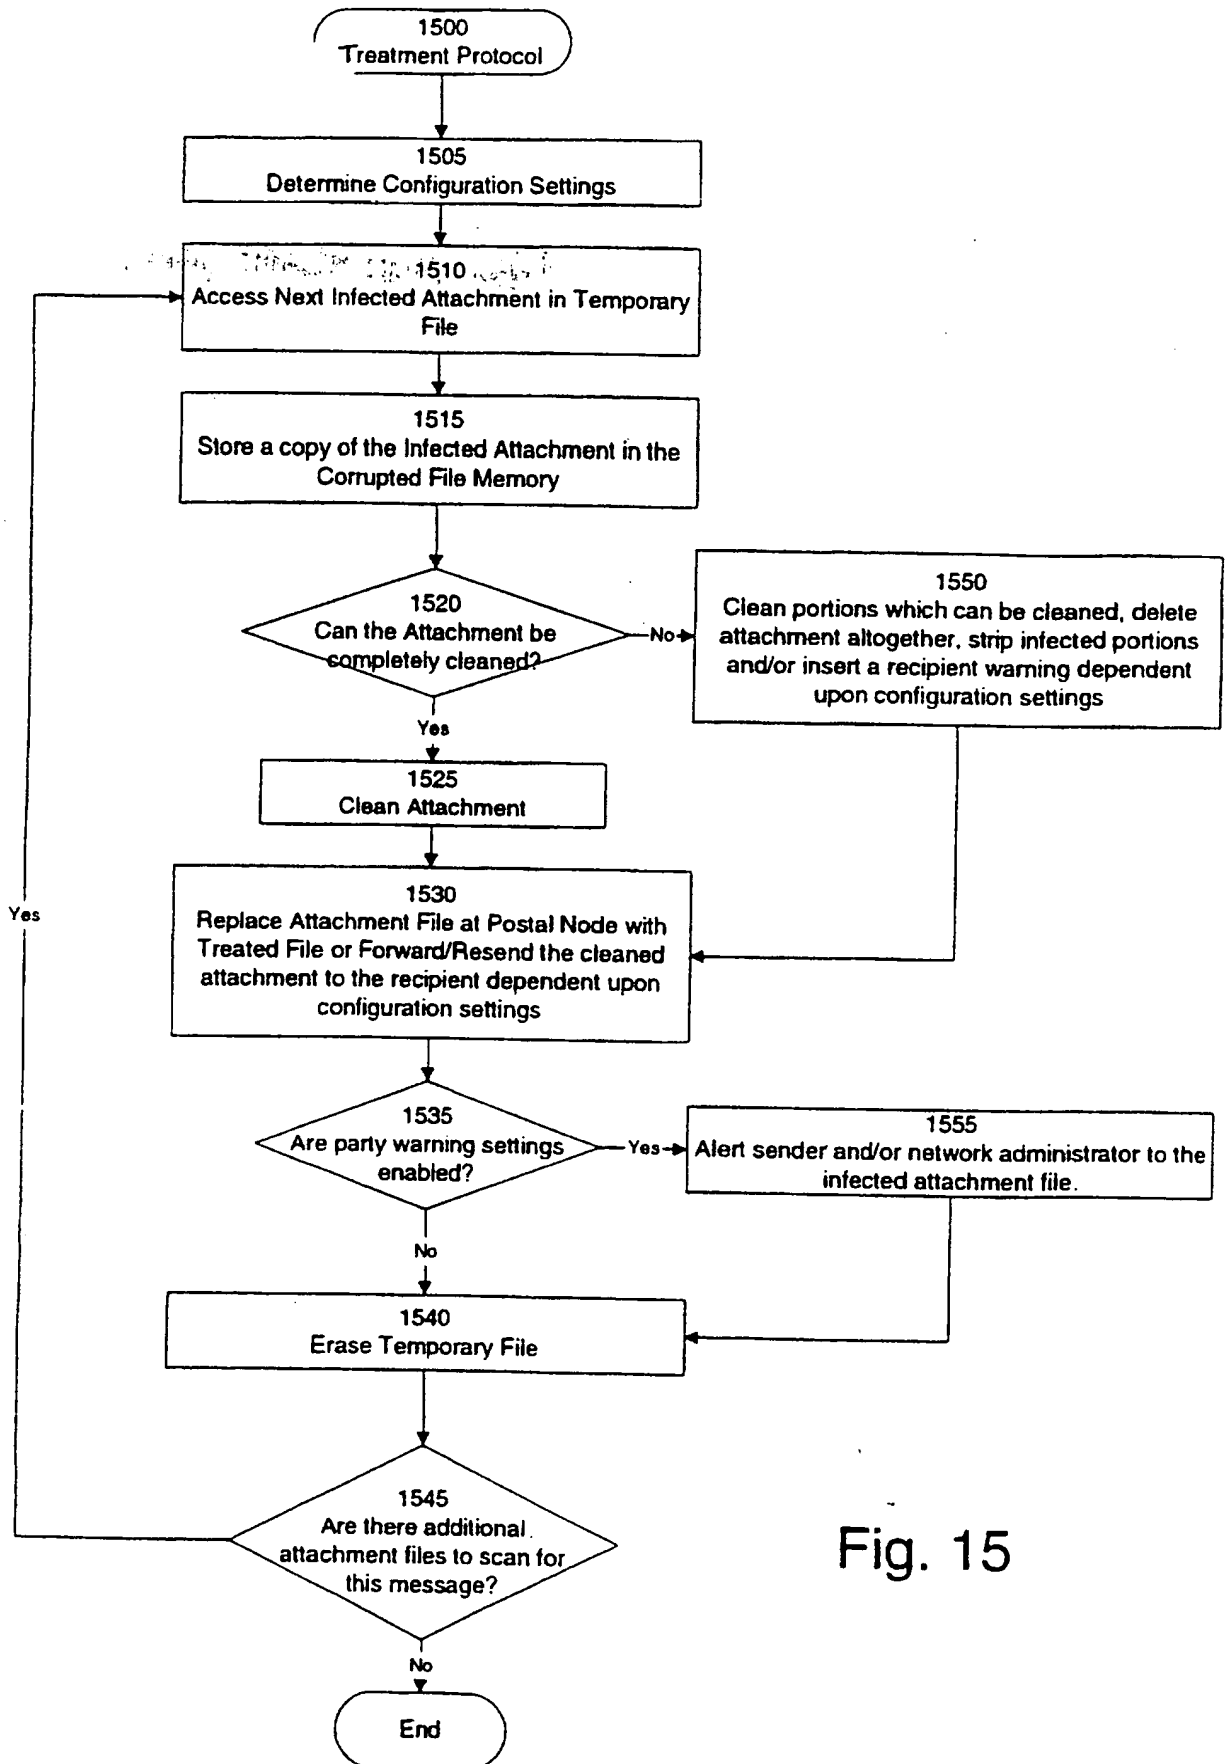 1500
Treatment Protocol
1505
Determine Configuration Settings
1510
Access Next Infected Attachment in Temporary
File
1515
Store a copy of the Infected Attachment in the
Corrupted File Memory
1520
Can the Attachment be
completely cleaned?
No
1550
Clean portions which can be cleaned, delete
attachment altogether, strip infected portions
and/or insert a recipient warning dependent
upon configuration settings
Yes
1525
Clean Attachment
1530
Replace Attachment File at Postal Node with
Treated File or Forward/Resend the cleaned
attachment to the recipient dependent upon
configuration settings
Yes
1535
Are party warning settings
enabled?
Yes
1555
Alert sender and/or network administrator to the
infected attachment file.
No
1540
Erase Temporary File
1545
Are there additional
attachment files to scan for
this message?
Fig. 15
No
End